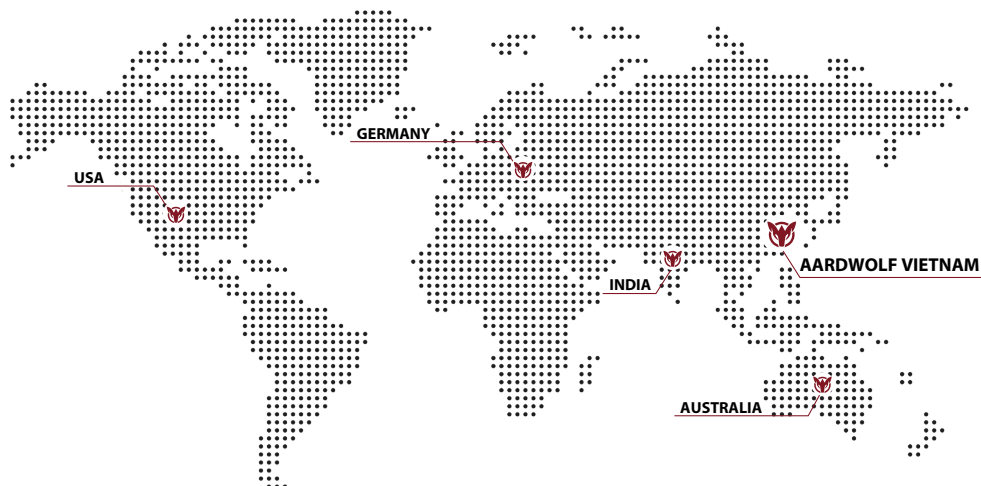 GERMANY
USA
AARDWOLF VIETNAM
INDIA
AUSTRALIA